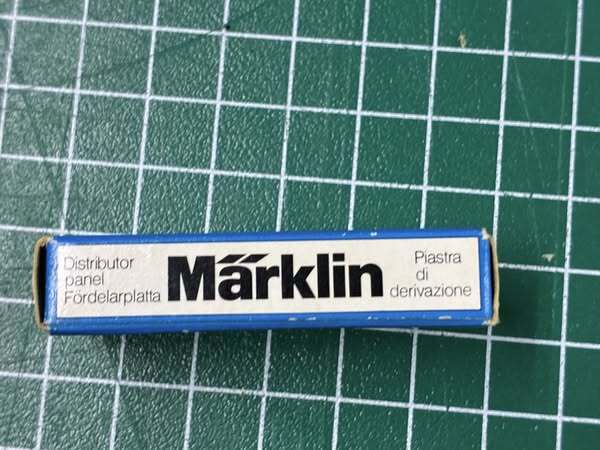 Distributor
panel
Fördelarplatta
Märklin
Piastra
di
derivazione